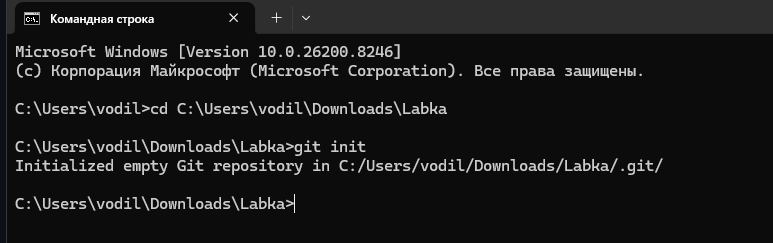 Командная строка
Microsoft Windows [Version 10.0.26200.8246]
(c) Корпорация Майкрософт (Microsoft Corporation). Все права защищены.
C:\Users\vodil>cd C:\Users\vodil\Downloads\Labka
C:\Users\vodil\Downloads\Labka>git init
Initialized empty Git repository in C:/Users/vodil/Downloads/Labka/.git/
C:\Users\vodil\Downloads\Labka>